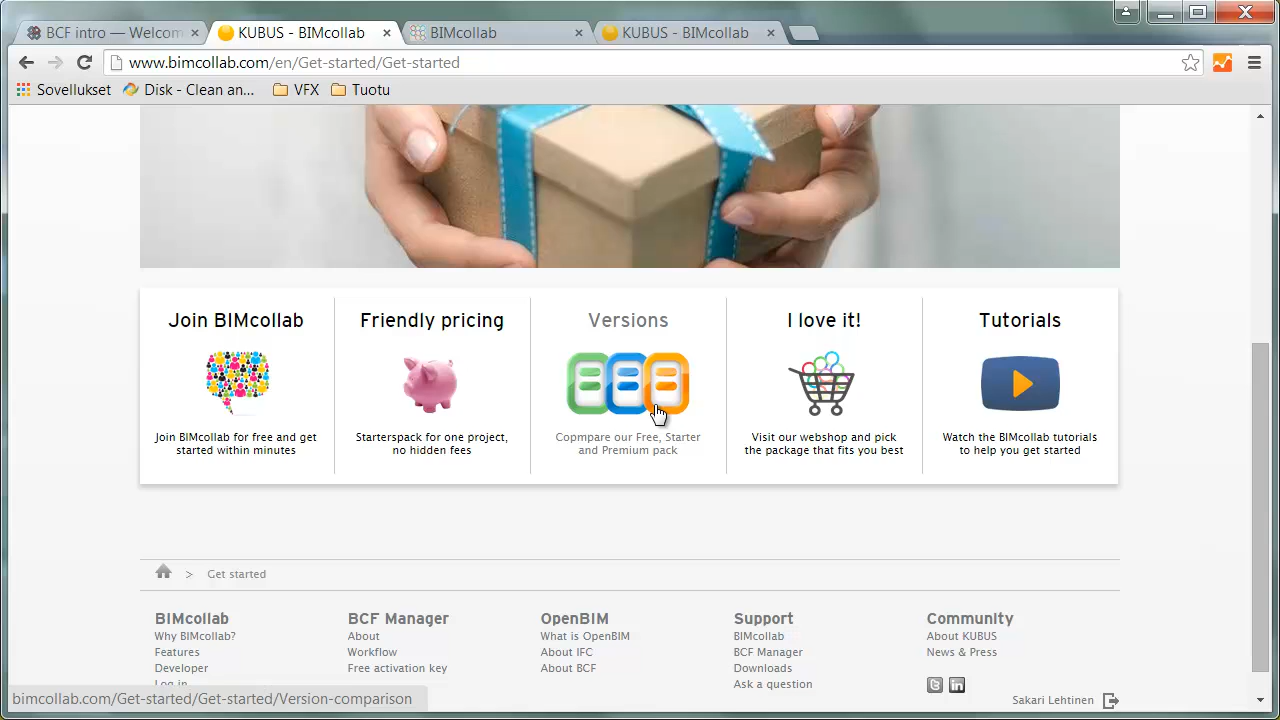 BCF intro — Welcom
KUBUS - BIMcollab
BIMcollab
KUBUS - BIMcollab
www.bimcollab.com/en/Get-started/Get-started
Sovellukset
Disk - Clean an...
VFX
Tuotu
Join BIMcollab
Join BIMcollab for free and get
started within minutes
Friendly pricing
Starterspack for one project,
no hidden fees
Versions
Copmpare our Free, Starter
and Premium pack
I love it!
Visit our webshop and pick
the package that fits you best
Tutorials
Watch the BIMcollab tutorials
to help you get started
> Get started
BIMcollab
Why BIMcollab?
Features
Developer
Log in
BCF Manager
About
Workflow
Free activation key
OpenBIM
What is OpenBIM
About IFC
About BCF
Support
BIMcollab
BCF Manager
Downloads
Ask a question
Community
About KUBUS
News & Press
Sakari Lehtinen
bimcollab.com/Get-started/Get-started/Version-comparison